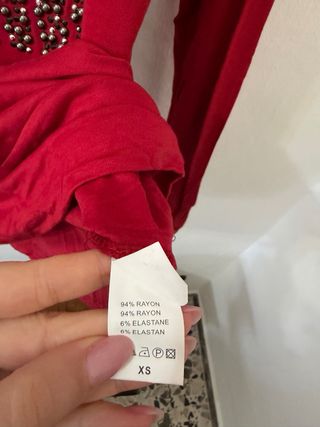 94% RAYON
94% RAYON
6% ELASTANE
6% ELASTAN
P
XS